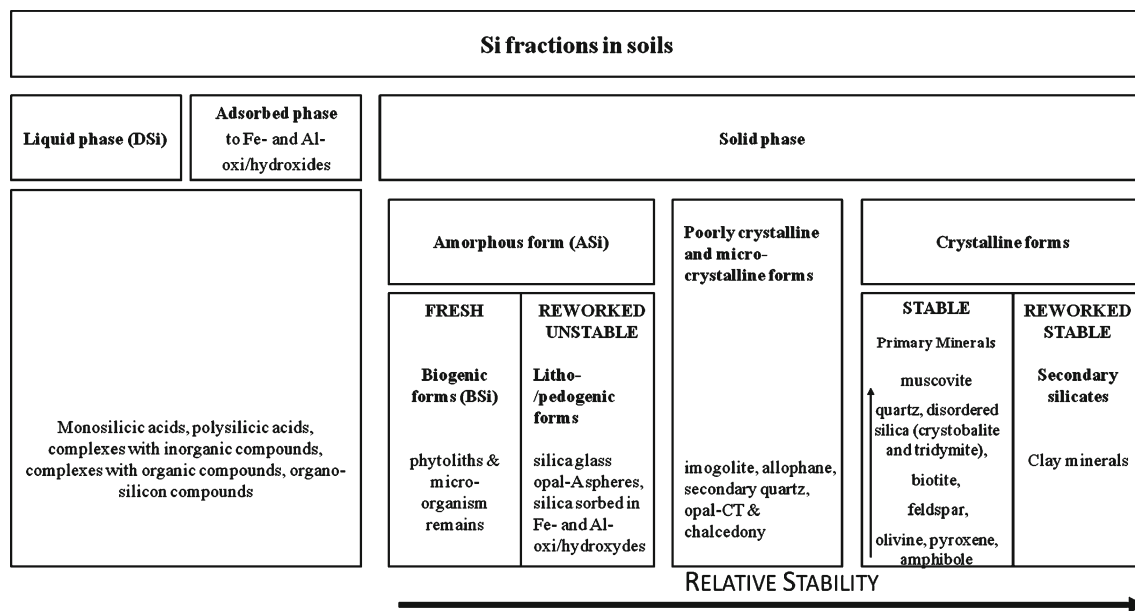 Si fractions in soils
Liquid phase (DSi)
Adsorbed phase
to Fe- and Al-
oxi/hydroxides
Solid phase
Monosilicic acids, polysilicic acids,
complexes with inorganic compounds,
complexes with organic compounds, organo-
silicon compounds
Amorphous form (ASi)
FRESH
Biogenic
forms (BSi)
phytoliths &
micro-
organism
remains
REWORKED
UNSTABLE
Litho-
/pedogenic
forms
silica glass
opal-Aspheres,
silica sorbed in
Fe- and Al-
oxi/hydroxydes
Poorly crystalline
and micro-
crystalline forms
imogolite, allophane,
secondary quartz,
opal-CT &
chalcedony
Crystalline forms
STABLE
Primary Minerals
muscovite
quartz, disordered
silica (crystobalite
and tridymite),
biotite,
feldspar,
olivine, pyroxene,
amphibole
REWORKED
STABLE
Secondary
silicates
Clay minerals
RELATIVE STABILITY